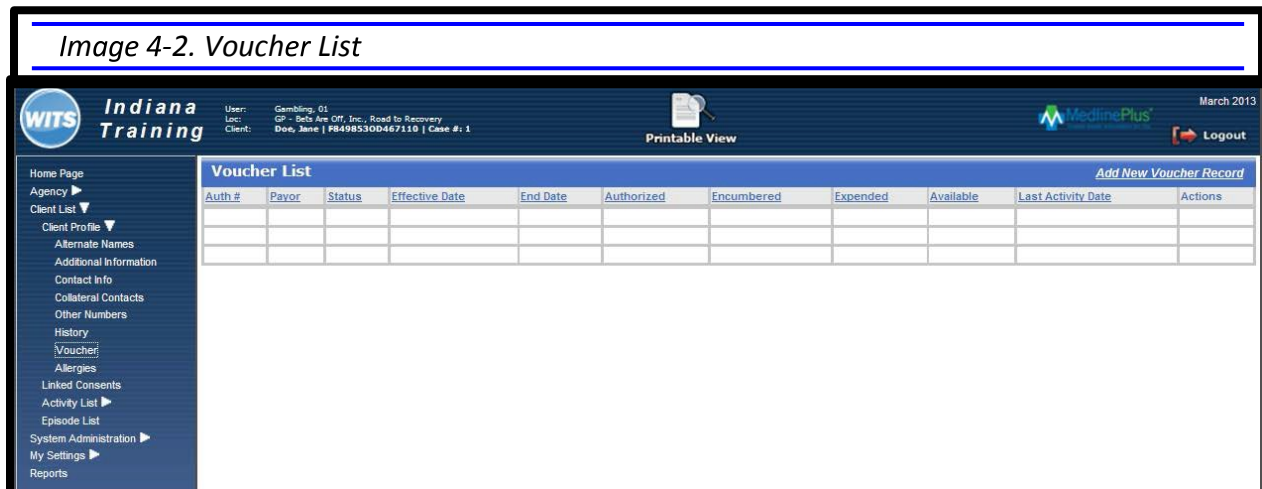 Image 4-2. Voucher List
WITS
Indiana
Training
User: Gambling, 01
Loc: GP - Bets Are Off, Inc., Road to Recovery
Client: Doe, Jane | F8498530D467110 | Case #: 1
Printable View
MedlinePlus
March 2013
Logout
Home Page
Agency
Client List
Client Profile
Alternate Names
Additional Information
Contact Info
Collateral Contacts
Other Numbers
History
Voucher
Allergies
Linked Consents
Activity List
Episode List
System Administration
My Settings
Reports
Voucher List Add New Voucher Record
Auth # Payor Status Effective Date End Date Authorized Encumbered Expended Available Last Activity Date Actions